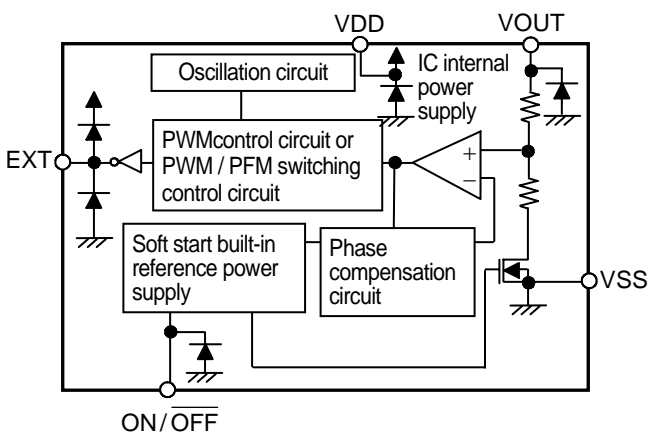 VDD
VOUT
Oscillation circuit
IC internal
power
supply
EXT
PWMcontrol circuit or
PWM / PFM switching
control circuit
+
−
Soft start built-in
reference power
supply
Phase
compensation
circuit
VSS
ON/OFF